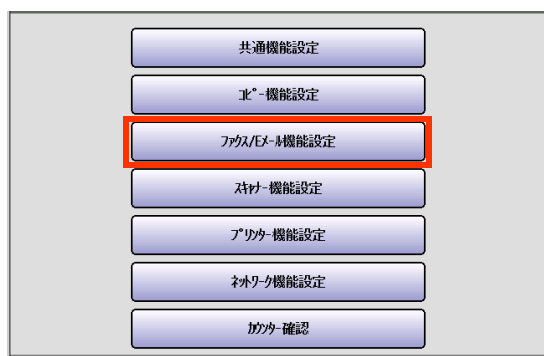 共通機能設定
ｺﾋﾟｰ機能設定
ﾌｧｸｽ/Eﾒｰﾙ機能設定
ｽｷｬﾅｰ機能設定
ﾌﾟﾘﾝﾀｰ機能設定
ﾈｯﾄﾜｰｸ機能設定
ｶｳﾝﾀｰ確認